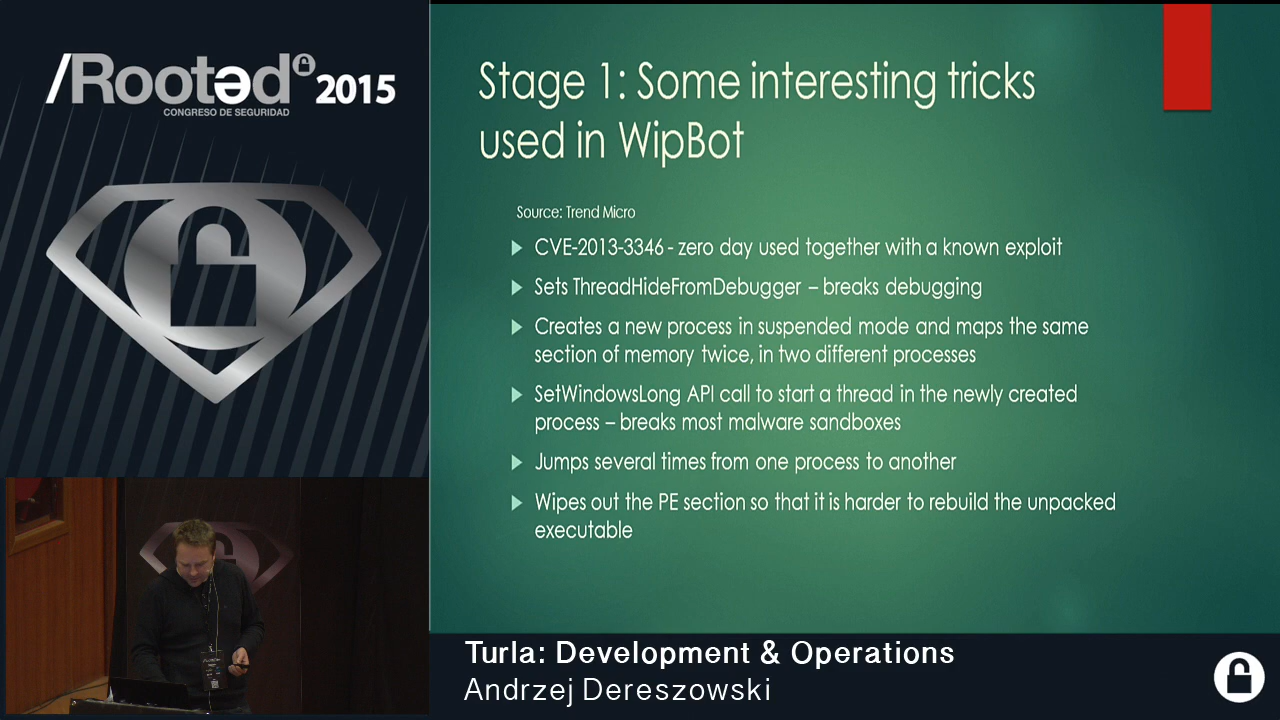 /Rootəd° 2015
CONGRESO DE SEGURIDAD
Stage 1: Some interesting tricks
used in WipBot
Source: Trend Micro
CVE-2013-3346 - zero day used together with a known exploit
Sets ThreadHideFromDebugger – breaks debugging
Creates a new process in suspended mode and maps the same
section of memory twice, in two different processes
SetWindowsLong API call to start a thread in the newly created
process – breaks most malware sandboxes
Jumps several times from one process to another
Wipes out the PE section so that it is harder to rebuild the unpacked
executable
Turla: Development & Operations
Andrzej Dereszowski